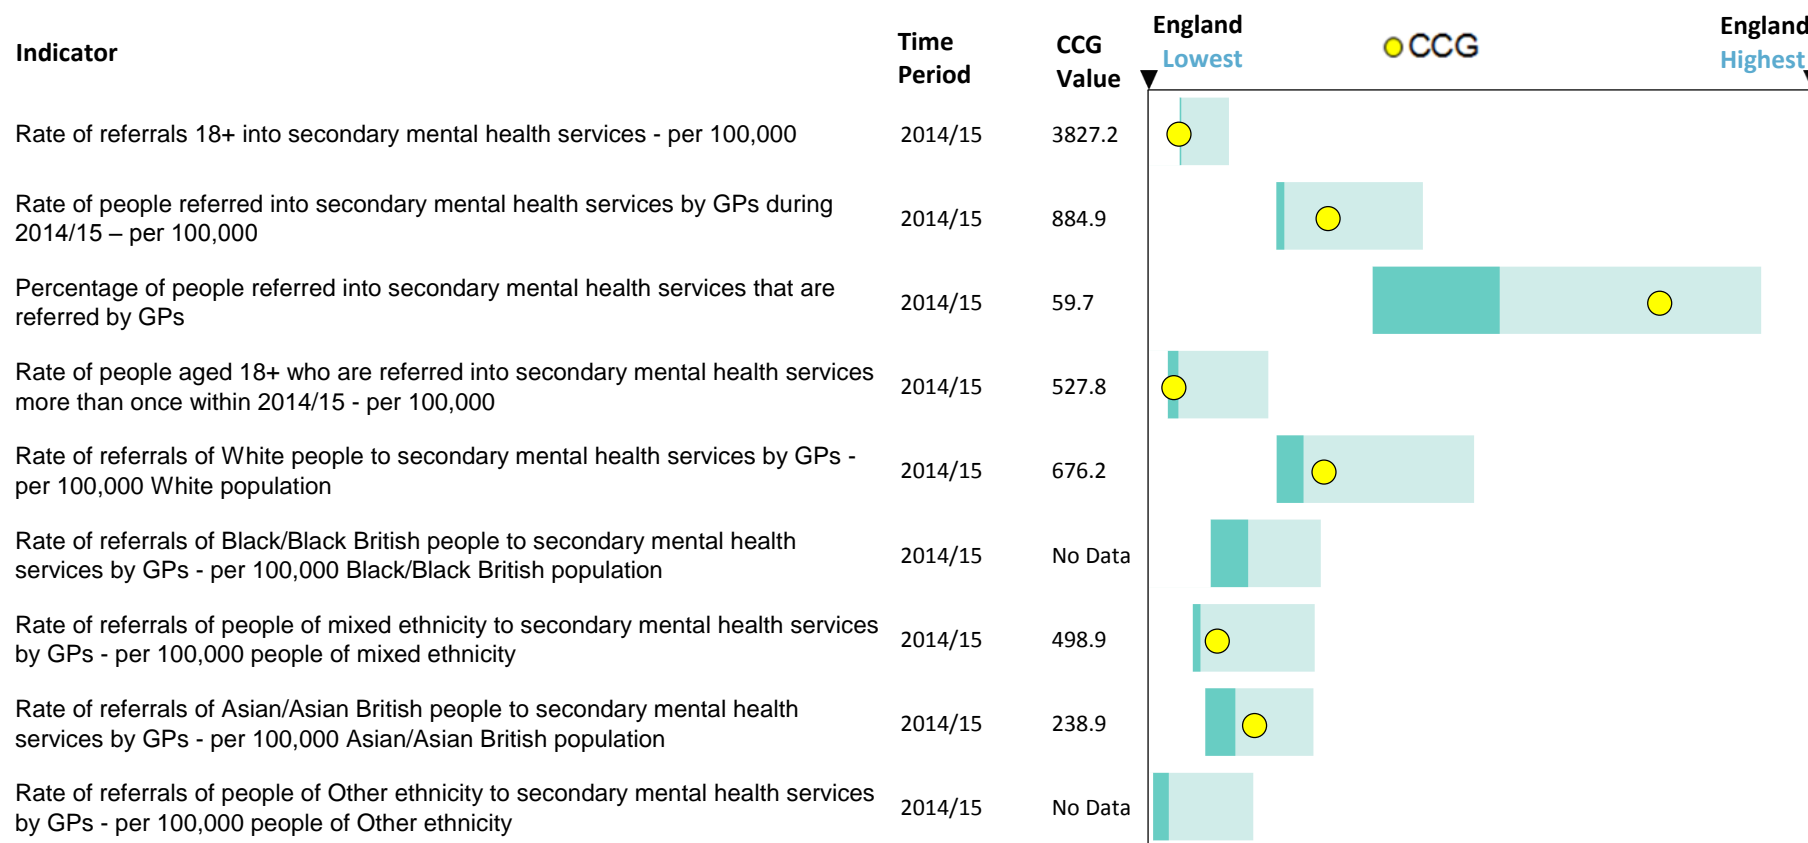 Indicator
Time Period
CCG Value
England Lowest
CCG
England Highest
Rate of referrals 18+ into secondary mental health services - per 100,000
2014/15
3827.2
Rate of people referred into secondary mental health services by GPs during
2014/15 – per 100,000
2014/15
884.9
Percentage of people referred into secondary mental health services that are
referred by GPs
2014/15
59.7
Rate of people aged 18+ who are referred into secondary mental health services
more than once within 2014/15 - per 100,000
2014/15
527.8
Rate of referrals of White people to secondary mental health services by GPs -
per 100,000 White population
2014/15
676.2
Rate of referrals of Black/Black British people to secondary mental health
services by GPs - per 100,000 Black/Black British population
2014/15
No Data
Rate of referrals of people of mixed ethnicity to secondary mental health services
by GPs - per 100,000 people of mixed ethnicity
2014/15
498.9
Rate of referrals of Asian/Asian British people to secondary mental health
services by GPs - per 100,000 Asian/Asian British population
2014/15
238.9
Rate of referrals of people of Other ethnicity to secondary mental health services
by GPs - per 100,000 people of Other ethnicity
2014/15
No Data